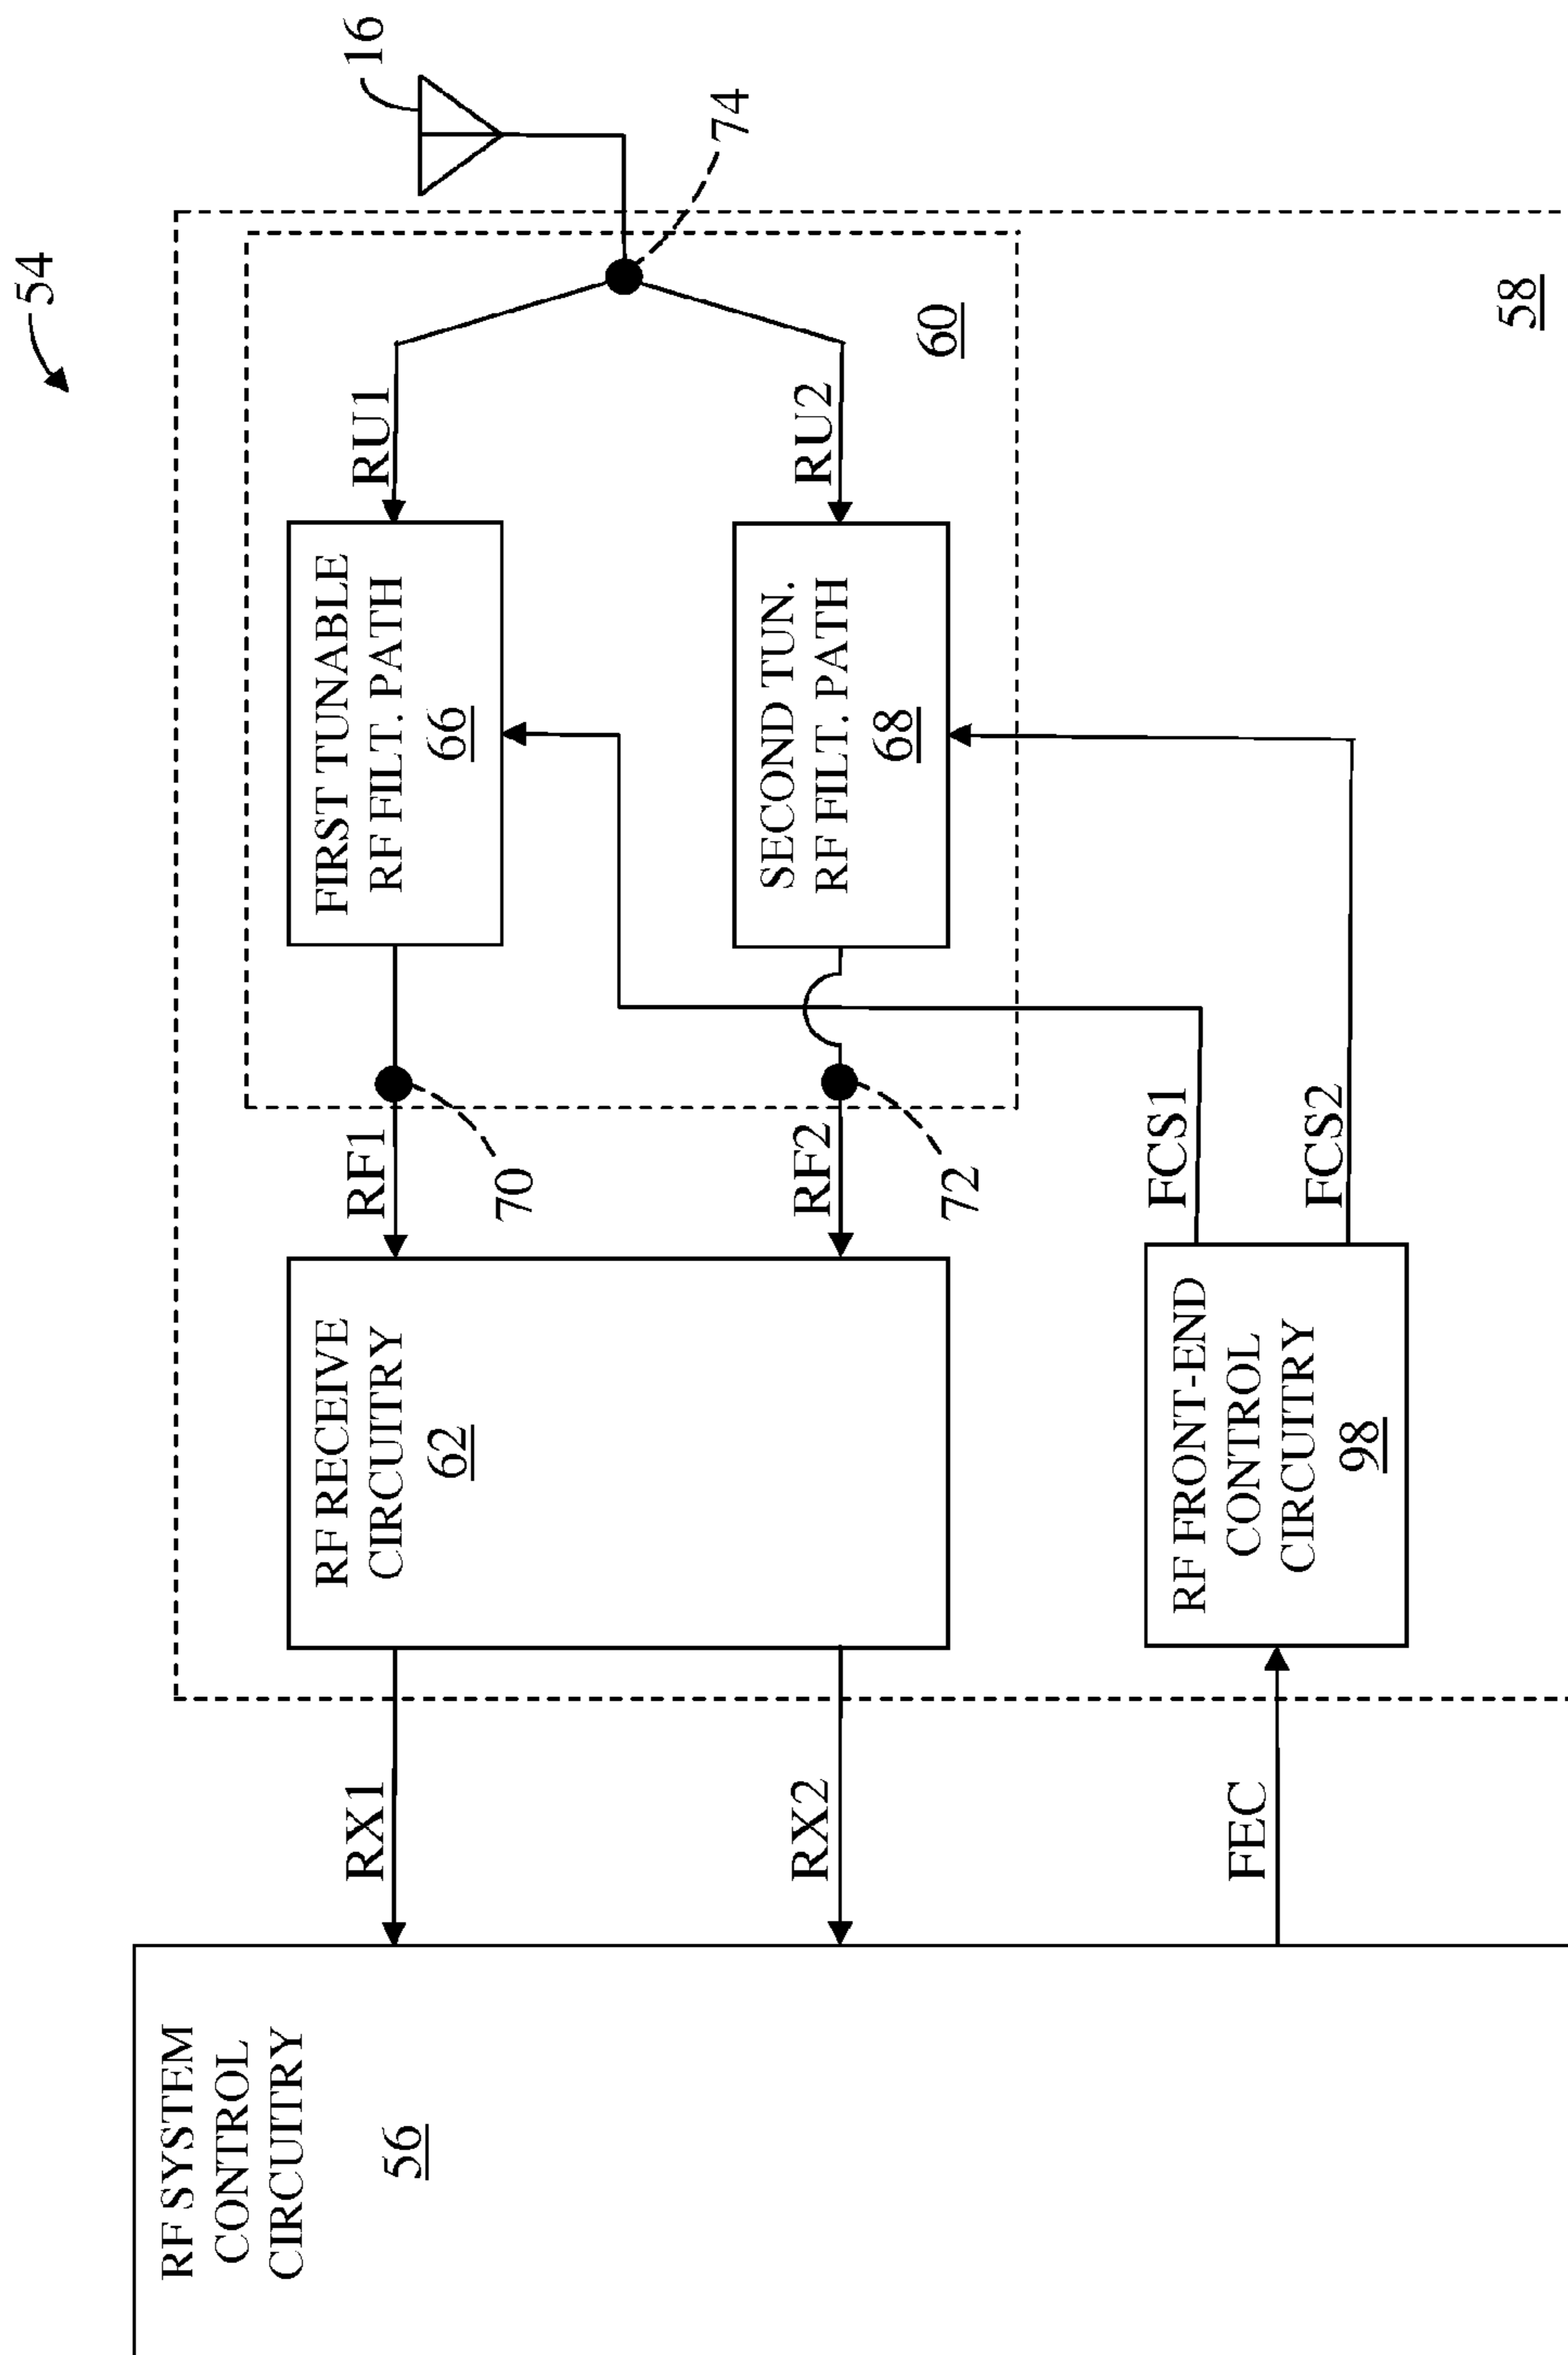 54
RF SYSTEM
CONTROL
CIRCUITRY
56
RX1
RX2
FEC
RF RECEIVE
CIRCUITRY
62
RF FRONT-END
CONTROL
CIRCUITRY
98
RF1
70
RF2
72
FCS1
FCS2
FIRST TUNABLE
RF FILT. PATH
66
SECOND TUN.
RF FILT. PATH
68
RU1
RU2
60
58
16
74